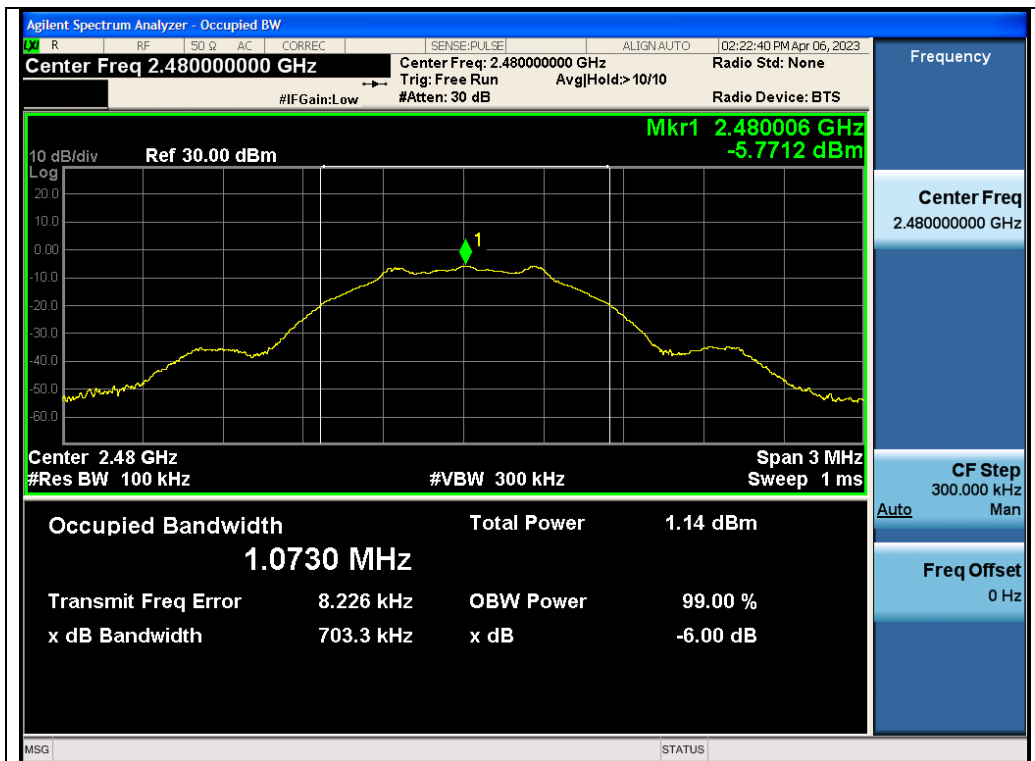 Agilent Spectrum Analyzer - Occupied BW
LXI R RF 50 Ω AC CORREC SENSE:PULSE ALIGN AUTO 02:22:40 PM Apr 06, 2023
Center Freq 2.480000000 GHz
Center Freq: 2.480000000 GHz
Radio Std: None
Trig: Free Run Avg|Hold:> 10/10
#IFGain:Low #Atten: 30 dB Radio Device: BTS
Mkr1 2.480006 GHz
-5.7712 dBm
10 dB/div Ref 30.00 dBm
Log
20.0
10.0
0.00
-10.0
-20.0
-30.0
-40.0
-50.0
-60.0
1
Center 2.48 GHz Span 3 MHz
#Res BW 100 kHz #VBW 300 kHz Sweep 1 ms
Occupied Bandwidth Total Power 1.14 dBm
1.0730 MHz
Transmit Freq Error 8.226 kHz OBW Power 99.00 %
x dB Bandwidth 703.3 kHz x dB -6.00 dB
Frequency
Center Freq
2.480000000 GHz
CF Step
300.000 kHz
Auto Man
Freq Offset
0 Hz
MSG STATUS